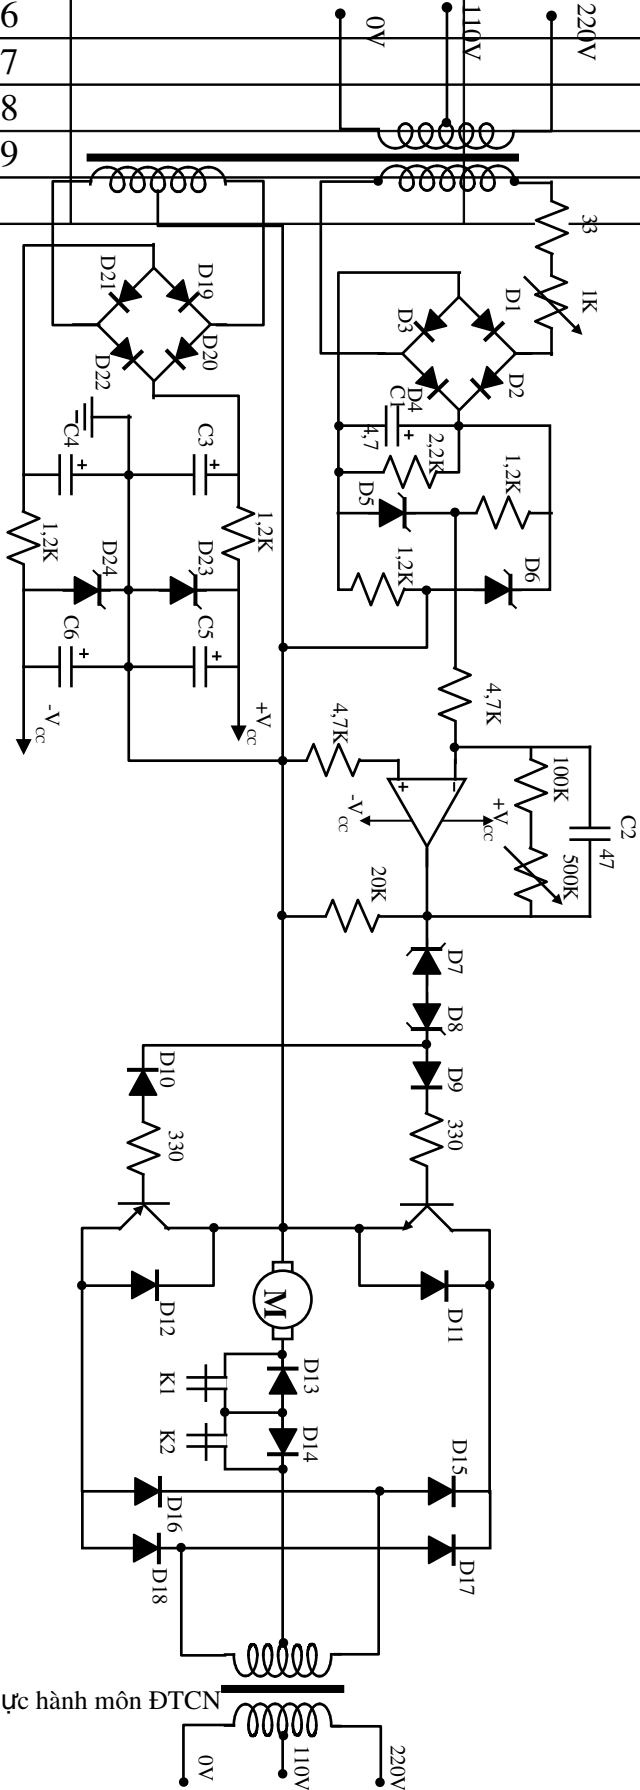 6
7
8
9
0V
110V
220V
33
1K
D21
D19
D22
D20
D3
D1
D4
D2
C1
4,7
2,2K
D5
1,2K
1,2K
D6
C4
+
C3
+
1,2K
1,2K
D24
D23
C6
+
C5
+
-VCC
+VCC
4,7K
4,7K
+
–
-VCC
+VCC
100K
500K
C2
47
20K
D7
D8
D9
D10
330
330
M
D12
D11
K1
D13
K2
D14
D16
D15
D18
D17
ực hành môn ĐTCN
0V
110V
220V